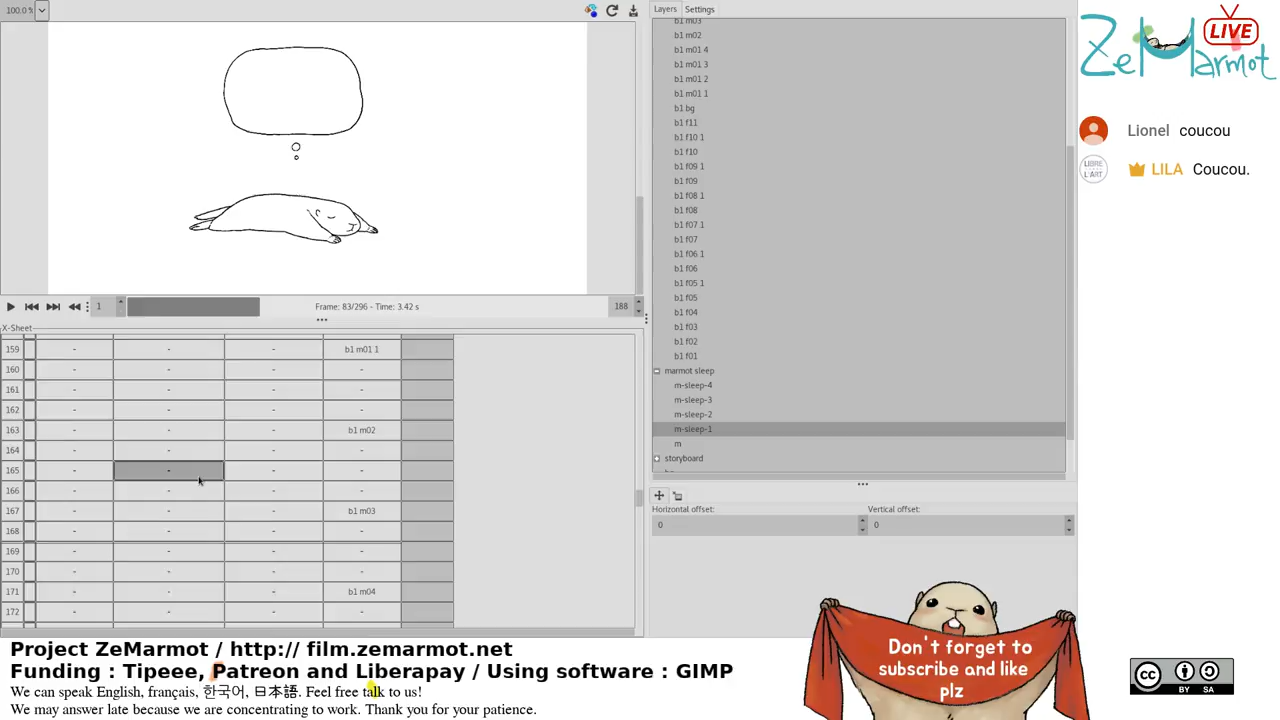 100.0 %
Layers Settings
b1 m03
b1 m02
b1 m01 4
b1 m01 3
b1 m01 2
b1 m01 1
b1 bg
b1 f11
b1 f10 1
b1 f10
b1 f09 1
b1 f09
b1 f08 1
b1 f08
b1 f07 1
b1 f07
b1 f06 1
b1 f06
b1 f05 1
b1 f05
b1 f04
b1 f03
b1 f02
b1 f01
marmot sleep
m-sleep-4
m-sleep-3
m-sleep-2
m-sleep-1
m
storyboard
1 Frame: 83/296 - Time: 3.42 s 188
X-Sheet
159 - - - b1 m01 1
160 - - - -
161 - - - -
162 - - - -
163 - - - b1 m02
164 - - - -
165 - - - -
166 - - - -
167 - - - b1 m03
168 - - - -
169 - - - -
170 - - - -
171 - - - b1 m04
172 - - - -
Horizontal offset: Vertical offset:
0 0
ZeMarmot LIVE
Lionel coucou
LIBRE L'ART LILA Coucou.
Don't forget to
subscribe and like
plz
Project ZeMarmot / http:// film.zemarmot.net
Funding : Tipeee, Patreon and Liberapay / Using software : GIMP
We can speak English, français, 한국어, 日本語. Feel free talk to us!
We may answer late because we are concentrating to work. Thank you for your patience.
cc BY SA